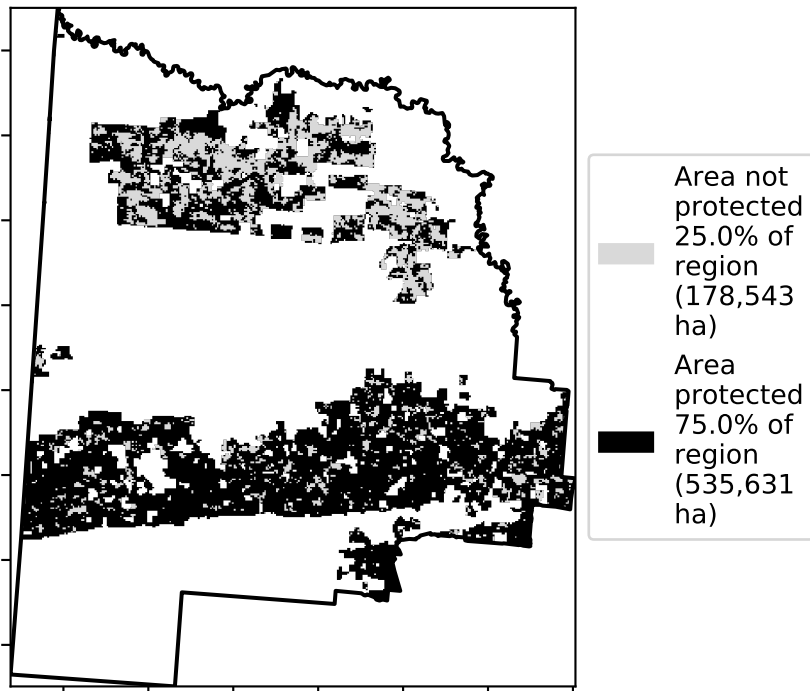 Area not
protected
25.0% of
region
(178,543
ha)
Area
protected
75.0% of
region
(535,631
ha)